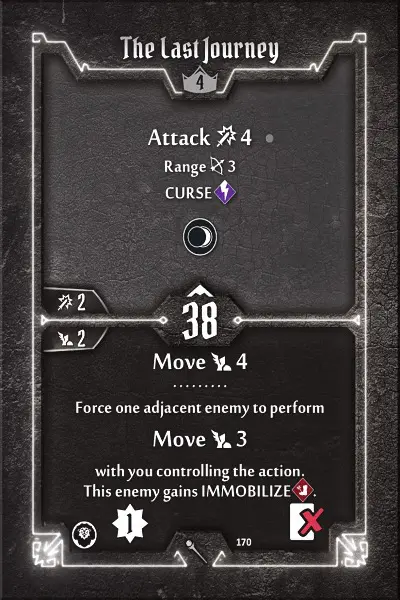 The Last Journey
4
Attack 4
Range 3
CURSE
2
38
2
Move 4
Force one adjacent enemy to perform
Move 3
with you controlling the action.
This enemy gains IMMOBILIZE.
1
170